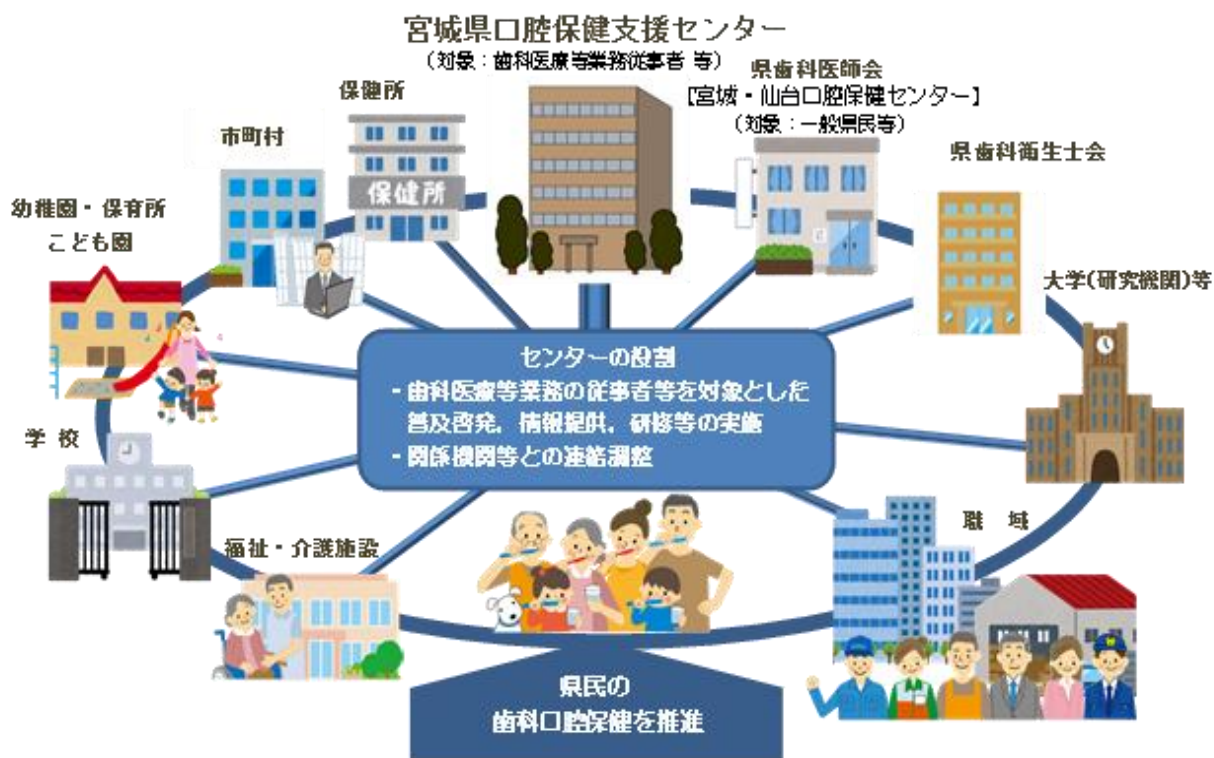 宮城県口腔保健支援センター
(対象:歯科医療等業務従事者 等)
県歯科医師会
【宮城・仙台口腔保健センター】
(対象:一般県民等)
保健所
保健所
市町村
県歯科衛生士会
幼稚園・保育所
こども園
大学(研究機関)等
センターの役割
・歯科医療等業務の従事者等を対象とした
普及啓発,情報提供,研修等の実施
・関係機関等との連絡調整
学 校
職 域
福祉・介護施設
県民の
歯科口腔保健を推進